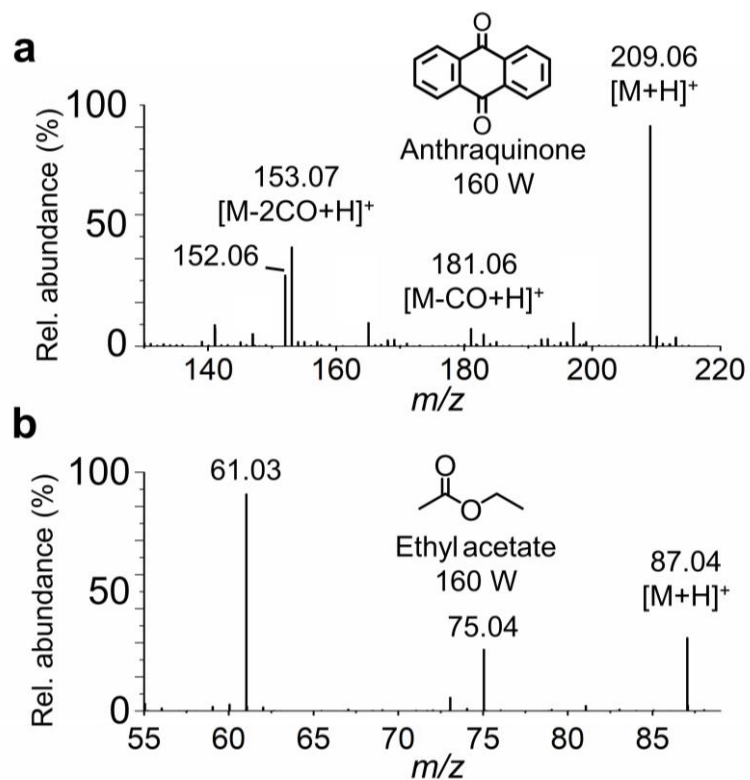 a
O
O
Anthraquinone
160 W
209.06
[M+H]+
153.07
[M-2CO+H]+
152.06
181.06
[M-CO+H]+
Rel. abundance (%)
100
50
0
140 160 180 200 220
m/z
b
61.03
O
O
Ethyl acetate
160 W
87.04
[M+H]+
75.04
Rel. abundance (%)
100
50
0
55 60 65 70 75 80 85
m/z